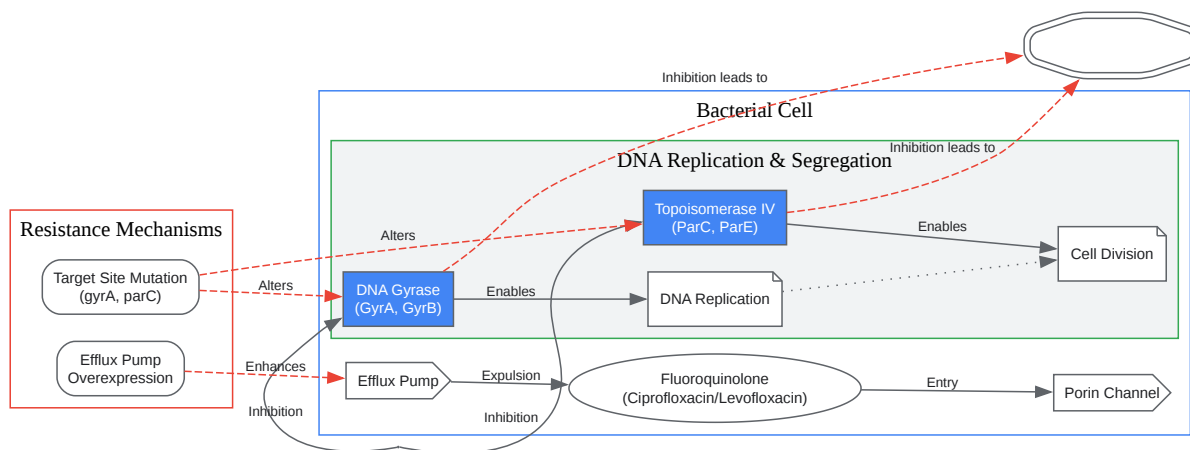 Inhibition leads to
Bacterial Cell
Inhibition leads to
DNA Replication & Segregation
Resistance Mechanisms
Topoisomerase IV
(ParC, ParE)
Alters
Enables
Cell Division
Target Site Mutation
(gyrA, parC)
Alters
DNA Gyrase
(GyrA, GyrB)
Enables
DNA Replication
Efflux Pump
Overexpression
Enhances
Efflux Pump
Expulsion
Fluoroquinolone
(Ciprofloxacin/Levofloxacin)
Entry
Porin Channel
Inhibition
Inhibition